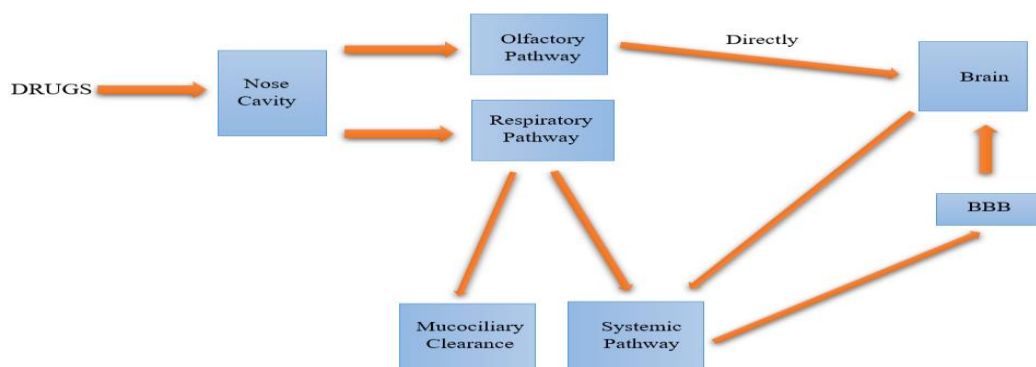 DRUGS
Nose
Cavity
Olfactory
Pathway
Directly
Brain
Respiratory
Pathway
BBB
Mucociliary
Clearance
Systemic
Pathway